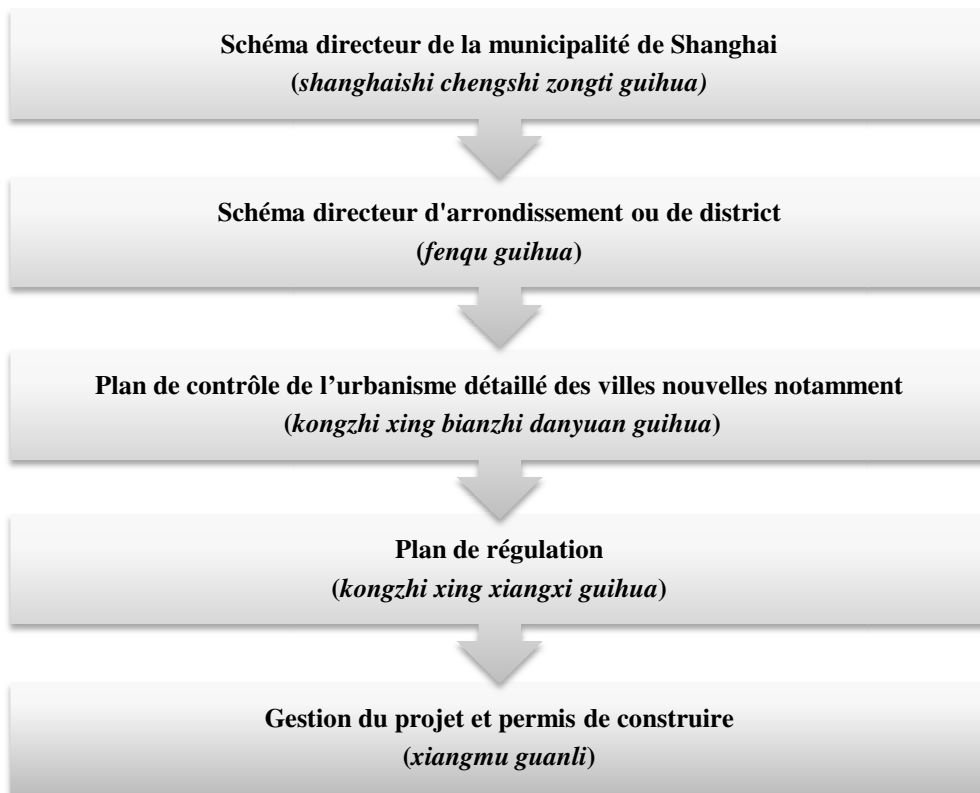 Schéma directeur de la municipalité de Shanghai
(shanghaishi chengshi zongti guihua)
Schéma directeur d'arrondissement ou de district
(fenqu guihua)
Plan de contrôle de l’urbanisme détaillé des villes nouvelles notamment
(kongzhi xing bianzhi danyuan guihua)
Plan de régulation
(kongzhi xing xiangxi guihua)
Gestion du projet et permis de construire
(xiangmu guanli)